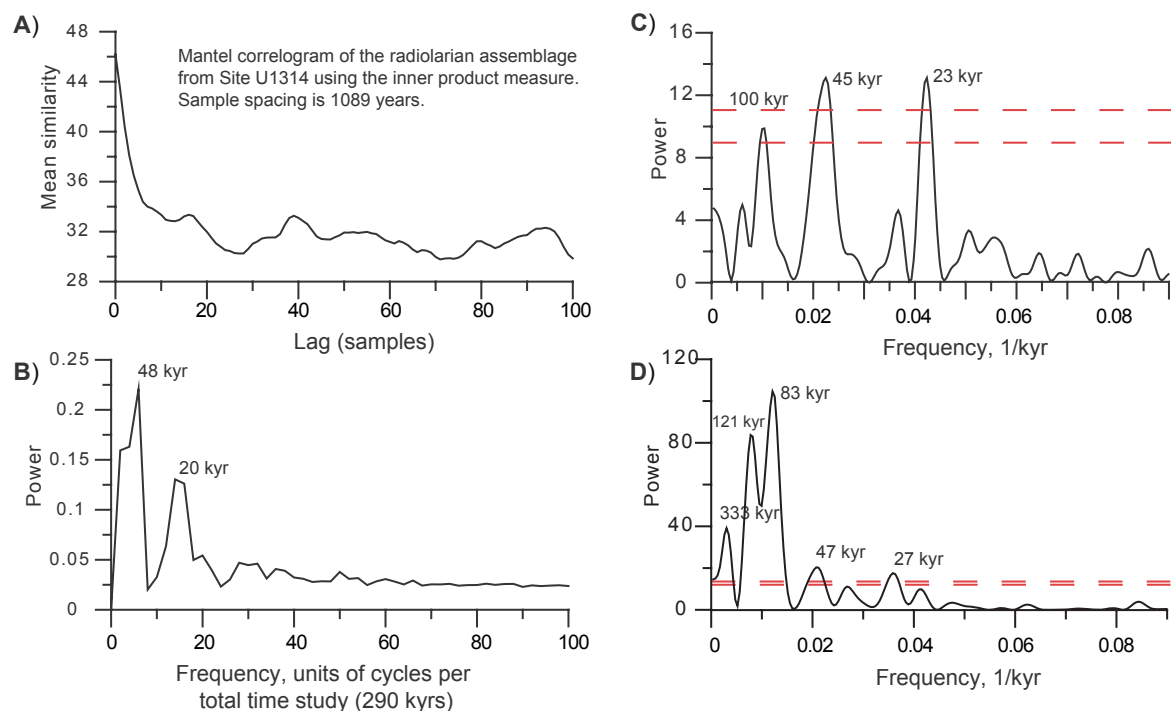 A)
48
44
40
36
32
28
Mean similarity
Mantel correlogram of the radiolarian assemblage
from Site U1314 using the inner product measure.
Sample spacing is 1089 years.
0 20 40 60 80 100
Lag (samples)
B)
0.25
0.2
0.15
0.1
0.05
0
Power
48 kyr
20 kyr
0 20 40 60 80 100
Frequency, units of cycles per
total time study (290 kyrs)
C)
16
12
8
4
0
Power
100 kyr
45 kyr
23 kyr
0 0.02 0.04 0.06 0.08
Frequency, 1/kyr
D)
120
80
40
0
Power
333 kyr
121 kyr
83 kyr
47 kyr
27 kyr
0 0.02 0.04 0.06 0.08
Frequency, 1/kyr